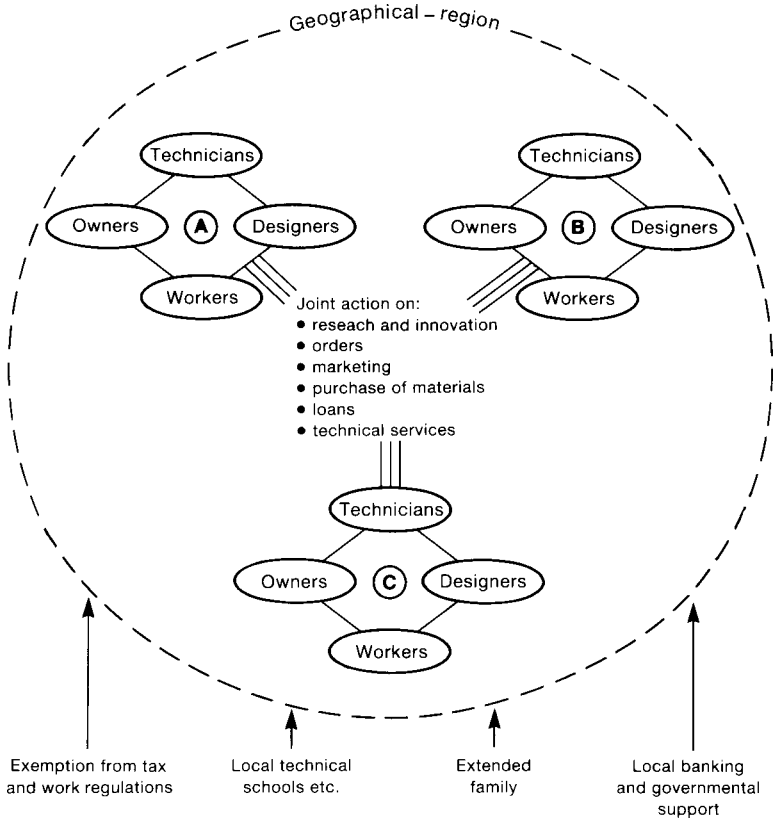 Geographical – region
Technicians
Owners
A
Designers
Workers
Technicians
Owners
B
Designers
Workers
Joint action on:
• reseach and innovation
• orders
• marketing
• purchase of materials
• loans
• technical services
Technicians
Owners
C
Designers
Workers
Exemption from tax
and work regulations
Local technical
schools etc.
Extended
family
Local banking
and governmental
support